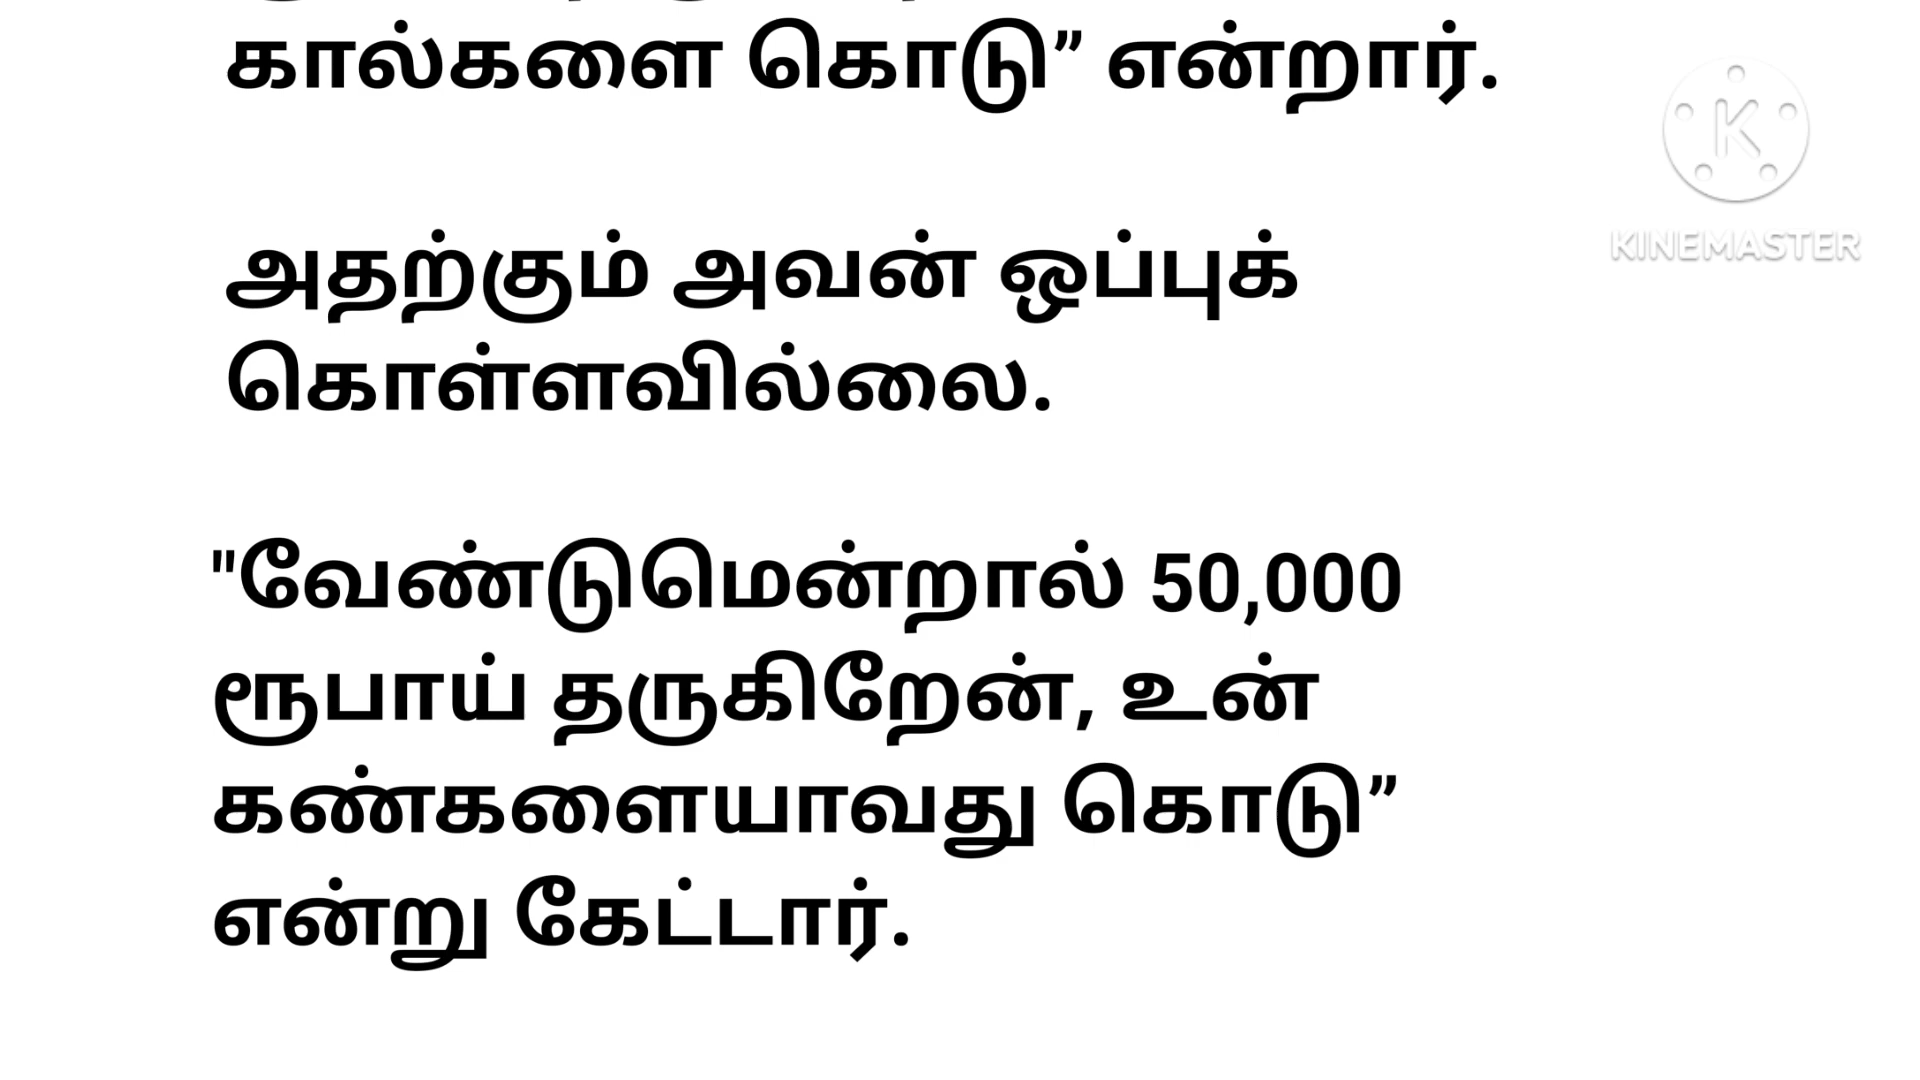 கால்களை கொடு” என்றார்.
அதற்கும் அவன் ஒப்புக்
கொள்ளவில்லை.
"வேண்டுமென்றால் 50,000
ரூபாய் தருகிறேன், உன்
கண்களையாவது கொடு”
என்று கேட்டார்.
K
KINEMASTER